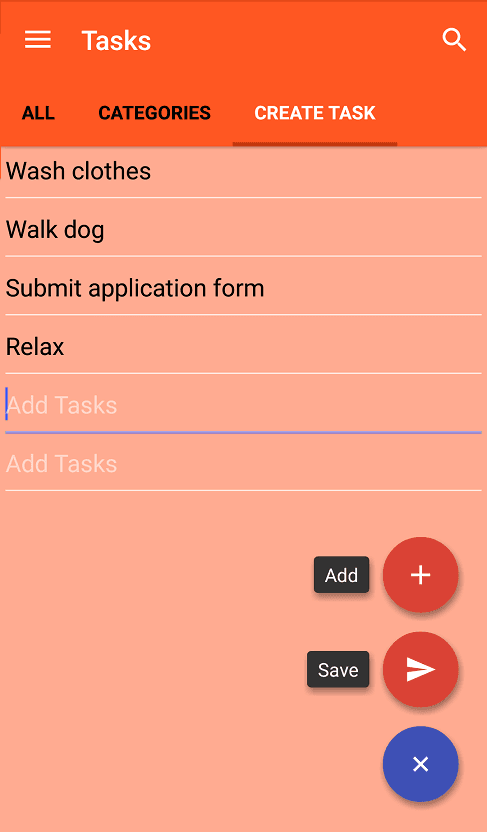 Tasks
ALL CATEGORIES CREATE TASK
Wash clothes
Walk dog
Submit application form
Relax
Add Tasks
Add Tasks
Add
Save